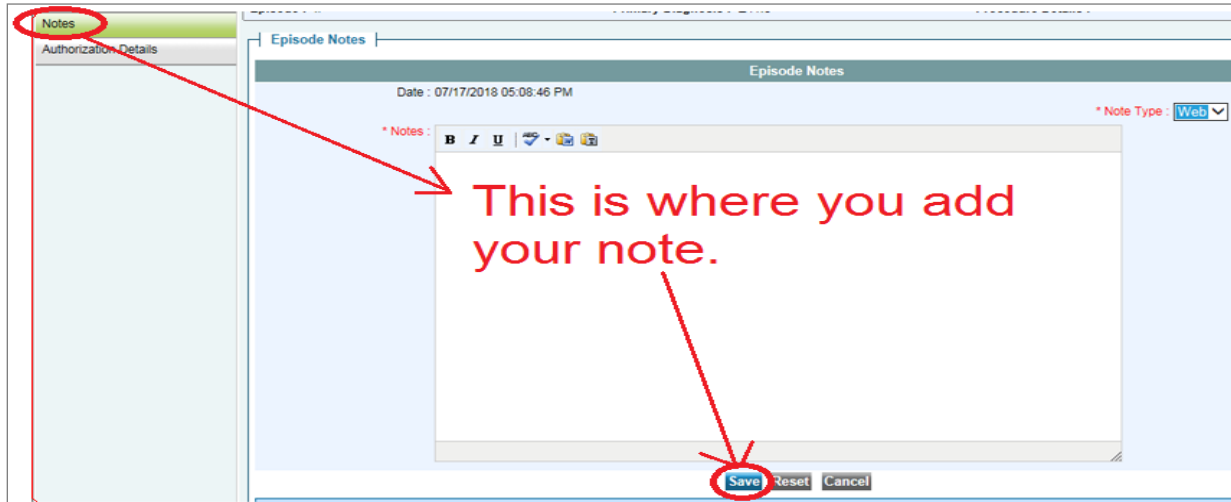 Notes
Authorization Details
Episode Notes
Episode Notes
Date : 07/17/2018 05:08:46 PM
* Note Type : Web
* Notes :
B I U
This is where you add
your note.
Save Reset Cancel